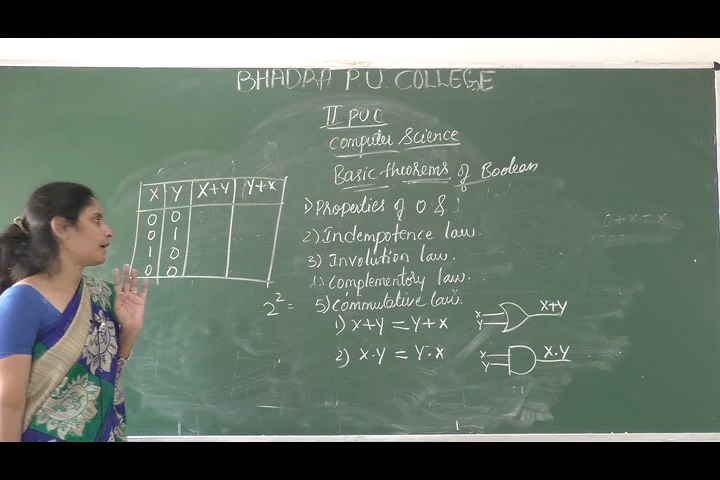 BHADRA P.U. COLLEGE
II PUC
Computer Science
Basic theorems of Boolean
X Y X+Y Y+X
0 0
0 1
1 0
0 0
1) Properties of 0 & 1
2) Indempotence law.
3) Involution law.
4) Complementory law.
2² = 5) Commutative law.
1) X+Y = Y+X
2) X.Y = Y.X
X
Y
X+Y
X
Y
X.Y
0+X=X